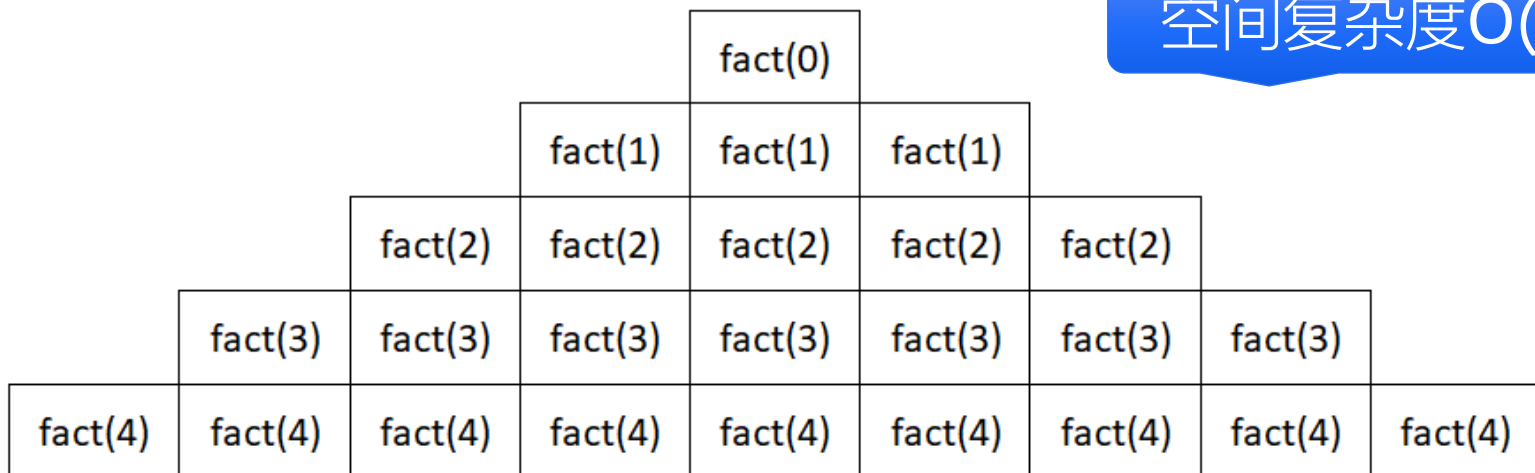 空间复杂度O(
fact(0)
fact(1) fact(1) fact(1)
fact(2) fact(2) fact(2) fact(2) fact(2)
fact(3) fact(3) fact(3) fact(3) fact(3) fact(3) fact(3)
fact(4) fact(4) fact(4) fact(4) fact(4) fact(4) fact(4) fact(4) fact(4)